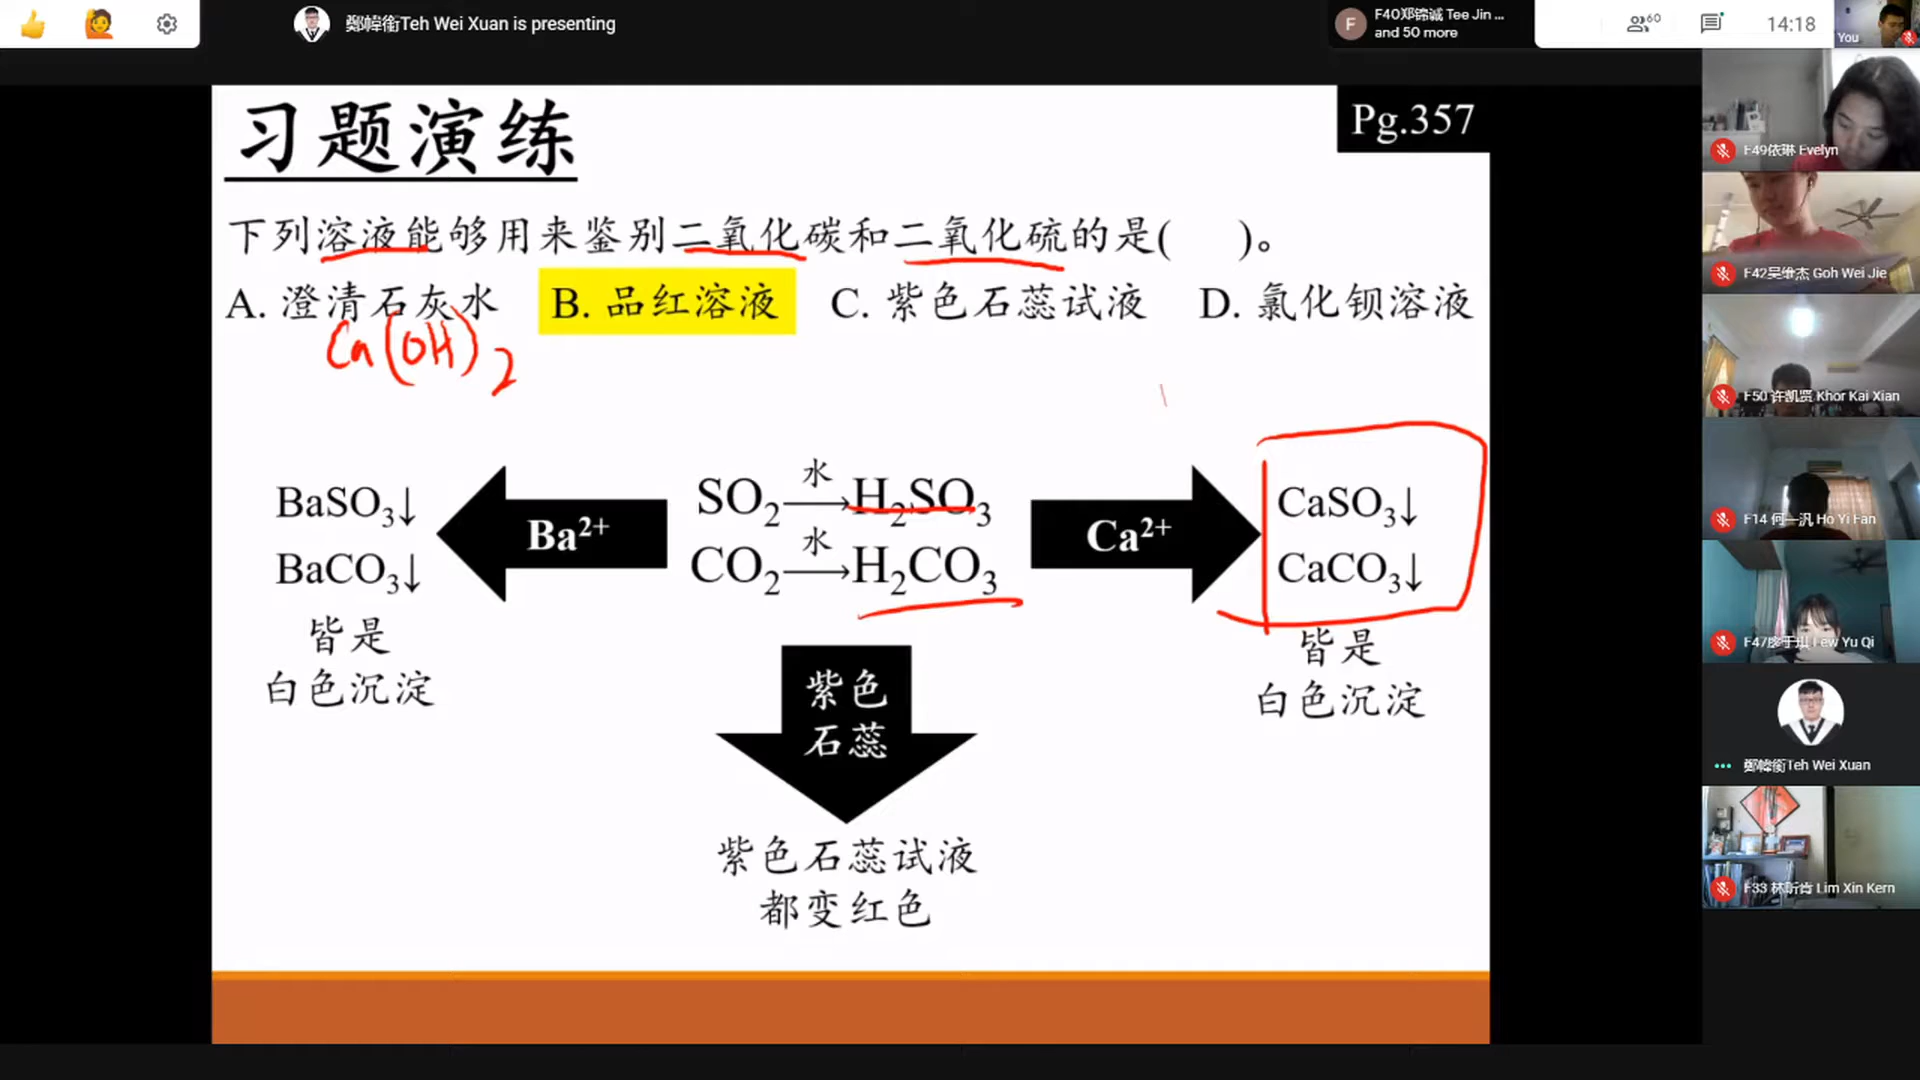 鄭幃衞Teh Wei Xuan is presenting
F
F40郑锦诚 Tee Jin ...
and 50 more
60
14:18
You
习题演练
Pg.357
下列溶液能够用来鉴别二氧化碳和二氧化硫的是( )。
A. 澄清石灰水 B. 品红溶液 C. 紫色石蕊试液 D. 氯化钡溶液
Ca(OH)₂
BaSO₃↓
BaCO₃↓
皆是
白色沉淀
Ba²⁺
水
SO₂→H₂SO₃
水
CO₂→H₂CO₃
Ca²⁺
CaSO₃↓
CaCO₃↓
皆是
白色沉淀
紫色
石蕊
紫色石蕊试液
都变红色
F49依琳 Evelyn
F42吴维杰 Goh Wei Jie
F50 许凯贤 Khor Kai Xian
F14 何一汎 Ho Yi Fan
F47廖于琪 Lew Yu Qi
鄭幃衞Teh Wei Xuan
F33 林昕肯 Lim Xin Kern